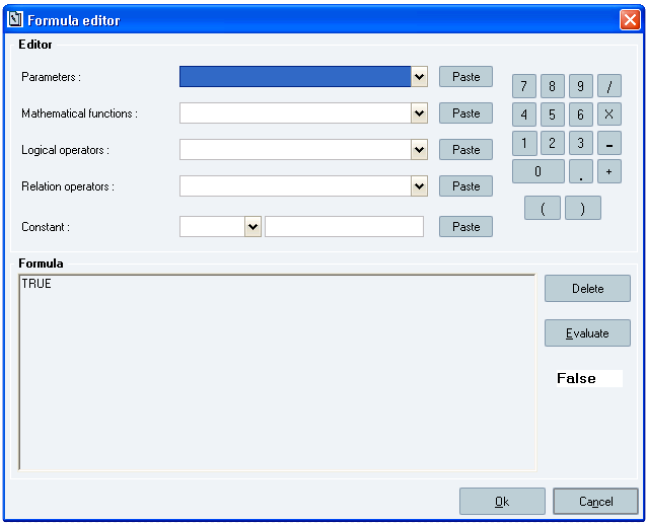 Formula editor
Editor
Parameters :
Paste
7 8 9 /
Mathematical functions :
Paste
4 5 6 X
Logical operators :
Paste
1 2 3 -
Relation operators :
Paste
0 . +
Constant :
Paste
( )
Formula
TRUE
Delete
Evaluate
False
Ok
Cancel